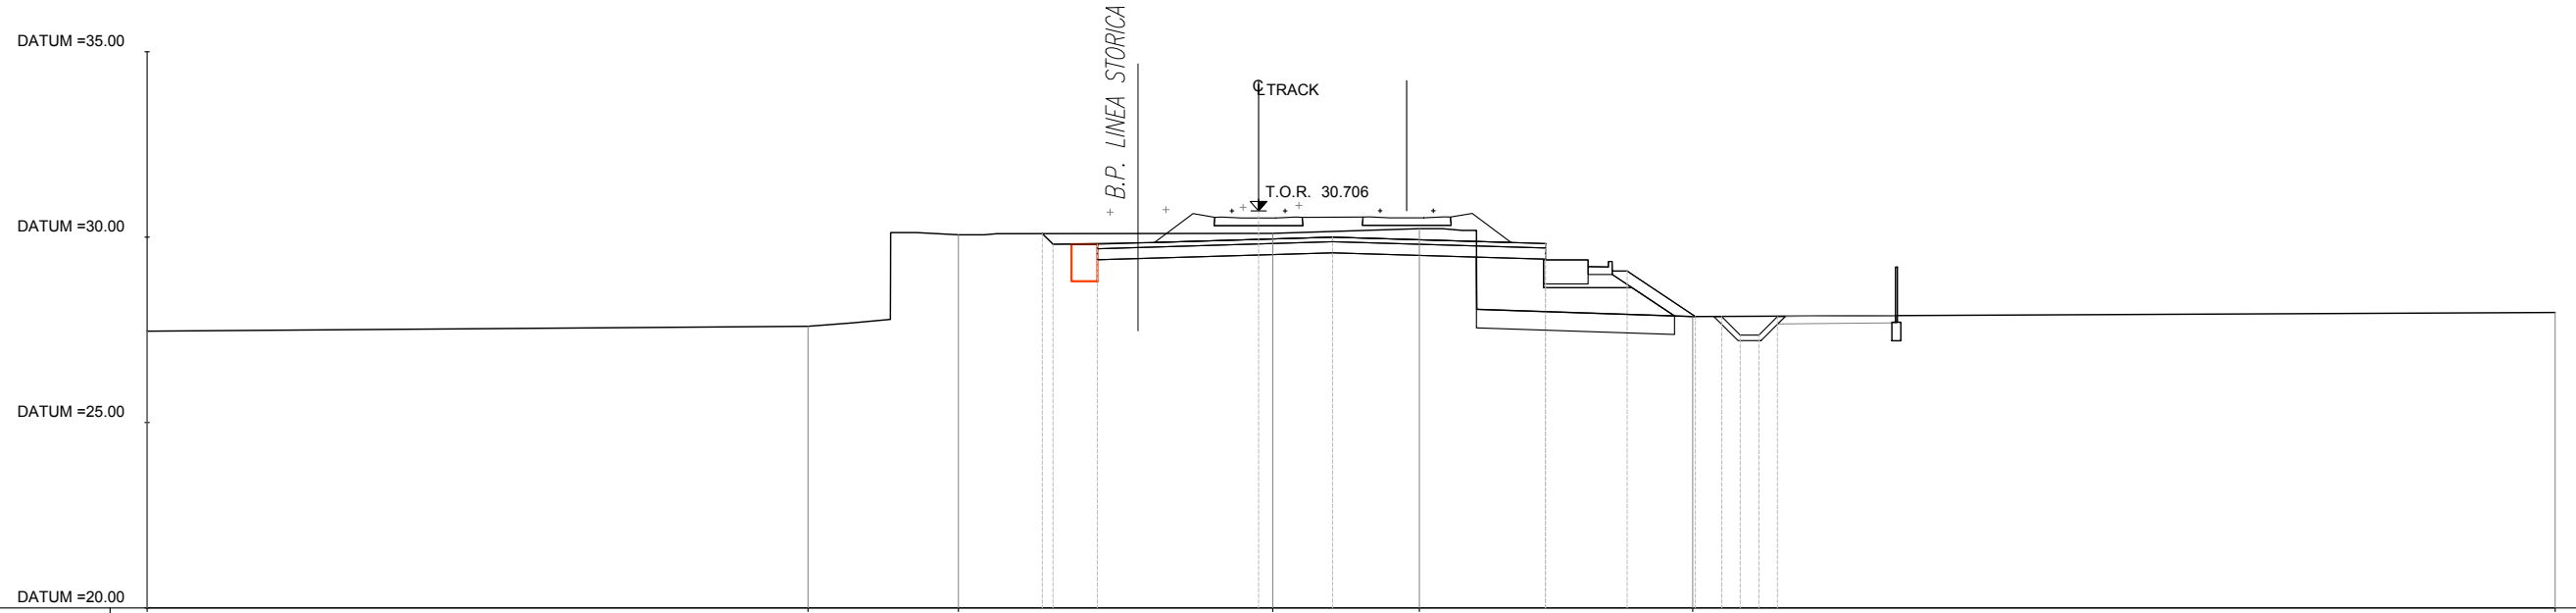 DATUM =35.00
B.P. LINEA STORICA
℄ TRACK
T.O.R. 30.706
DATUM =30.00
DATUM =25.00
DATUM =20.00